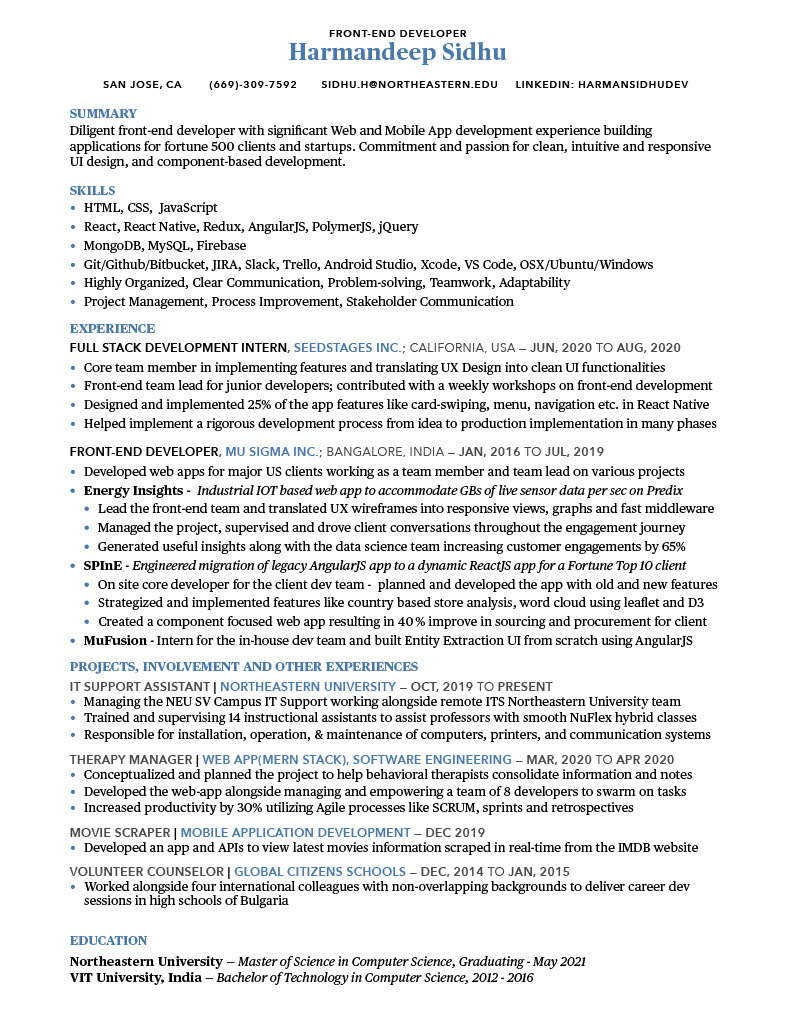 FRONT-END DEVELOPER
Harmandeep Sidhu
SAN JOSE, CA (669)-309-7592 SIDHU.H@NORTHEASTERN.EDU LINKEDIN: HARMANSIDHUDEV
SUMMARY
Diligent front-end developer with significant Web and Mobile App development experience building
applications for fortune 500 clients and startups. Commitment and passion for clean, intuitive and responsive
UI design, and component-based development.
SKILLS
• HTML, CSS, JavaScript
• React, React Native, Redux, AngularJS, PolymerJS, jQuery
• MongoDB, MySQL, Firebase
• Git/Github/Bitbucket, JIRA, Slack, Trello, Android Studio, Xcode, VS Code, OSX/Ubuntu/Windows
• Highly Organized, Clear Communication, Problem-solving, Teamwork, Adaptability
• Project Management, Process Improvement, Stakeholder Communication
EXPERIENCE
FULL STACK DEVELOPMENT INTERN, SEEDSTAGES INC.; CALIFORNIA, USA – JUN, 2020 TO AUG, 2020
• Core team member in implementing features and translating UX Design into clean UI functionalities
• Front-end team lead for junior developers; contributed with a weekly workshops on front-end development
• Designed and implemented 25% of the app features like card-swiping, menu, navigation etc. in React Native
• Helped implement a rigorous development process from idea to production implementation in many phases
FRONT-END DEVELOPER, MU SIGMA INC.; BANGALORE, INDIA – JAN, 2016 TO JUL, 2019
• Developed web apps for major US clients working as a team member and team lead on various projects
• Energy Insights - Industrial IOT based web app to accommodate GBs of live sensor data per sec on Predix
• Lead the front-end team and translated UX wireframes into responsive views, graphs and fast middleware
• Managed the project, supervised and drove client conversations throughout the engagement journey
• Generated useful insights along with the data science team increasing customer engagements by 65%
• SPInE - Engineered migration of legacy AngularJS app to a dynamic ReactJS app for a Fortune Top 10 client
• On site core developer for the client dev team - planned and developed the app with old and new features
• Strategized and implemented features like country based store analysis, word cloud using leaflet and D3
• Created a component focused web app resulting in 40% improve in sourcing and procurement for client
• MuFusion - Intern for the in-house dev team and built Entity Extraction UI from scratch using AngularJS
PROJECTS, INVOLVEMENT AND OTHER EXPERIENCES
IT SUPPORT ASSISTANT | NORTHEASTERN UNIVERSITY – OCT, 2019 TO PRESENT
• Managing the NEU SV Campus IT Support working alongside remote ITS Northeastern University team
• Trained and supervising 14 instructional assistants to assist professors with smooth NuFlex hybrid classes
• Responsible for installation, operation, & maintenance of computers, printers, and communication systems
THERAPY MANAGER | WEB APP(MERN STACK), SOFTWARE ENGINEERING – MAR, 2020 TO APR 2020
• Conceptualized and planned the project to help behavioral therapists consolidate information and notes
• Developed the web-app alongside managing and empowering a team of 8 developers to swarm on tasks
• Increased productivity by 30% utilizing Agile processes like SCRUM, sprints and retrospectives
MOVIE SCRAPER | MOBILE APPLICATION DEVELOPMENT – DEC 2019
• Developed an app and APIs to view latest movies information scraped in real-time from the IMDB website
VOLUNTEER COUNSELOR | GLOBAL CITIZENS SCHOOLS – DEC, 2014 TO JAN, 2015
• Worked alongside four international colleagues with non-overlapping backgrounds to deliver career dev
sessions in high schools of Bulgaria
EDUCATION
Northeastern University – Master of Science in Computer Science, Graduating - May 2021
VIT University, India – Bachelor of Technology in Computer Science, 2012 - 2016